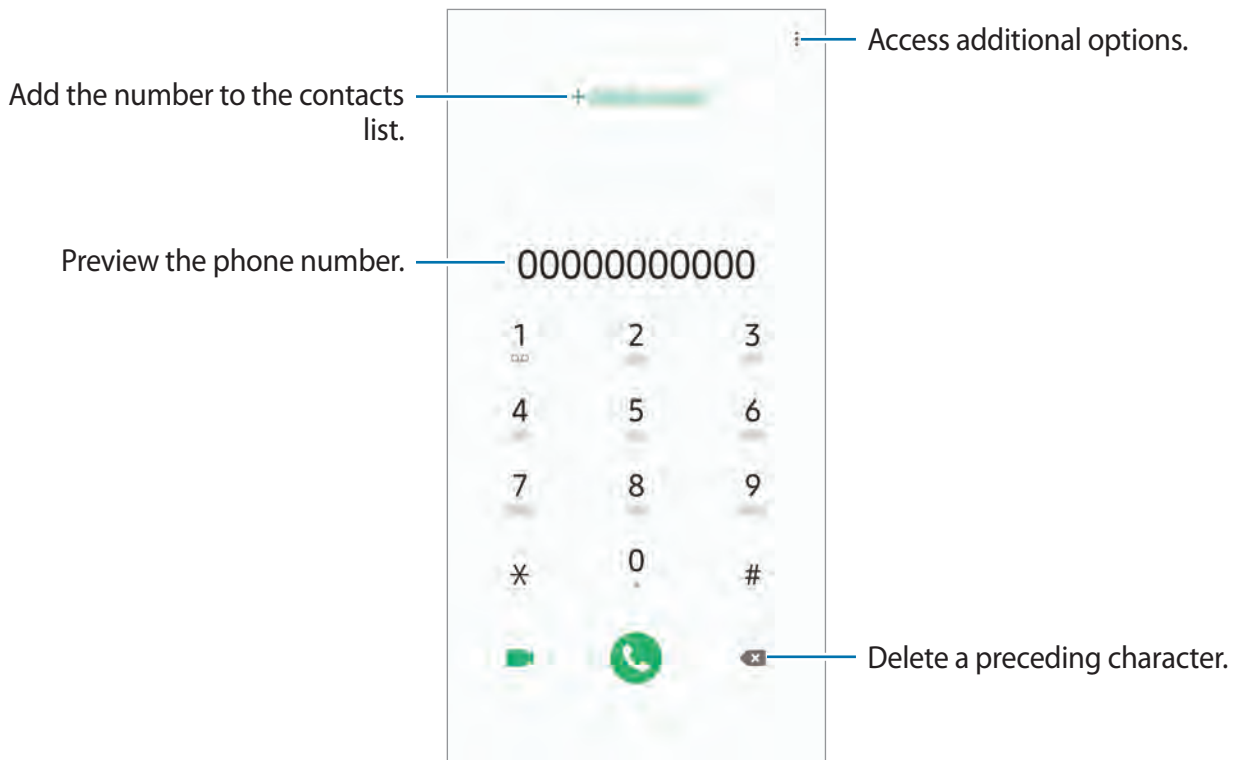 Access additional options.
Add the number to the contacts
list.
+
Preview the phone number.
00000000000
1 2 3
4 5 6
7 8 9
* 0 #
Delete a preceding character.